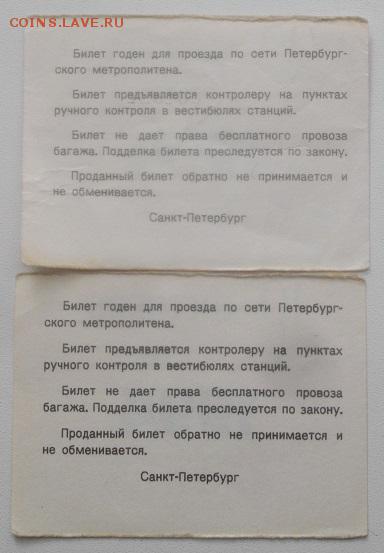 COINS.LAVE.RU
Билет годен для проезда по сети Петербург-
ского метрополитена.
Билет предъявляется контролеру на пунктах
ручного контроля в вестибюлях станций.
Билет не дает права бесплатного провоза
багажа. Подделка билета преследуется по закону.
Проданный билет обратно не принимается и
не обменивается.
Санкт-Петербург
Билет годен для проезда по сети Петербург-
ского метрополитена.
Билет предъявляется контролеру на пунктах
ручного контроля в вестибюлях станций.
Билет не дает права бесплатного провоза
багажа. Подделка билета преследуется по закону.
Проданный билет обратно не принимается и
не обменивается.
Санкт-Петербург